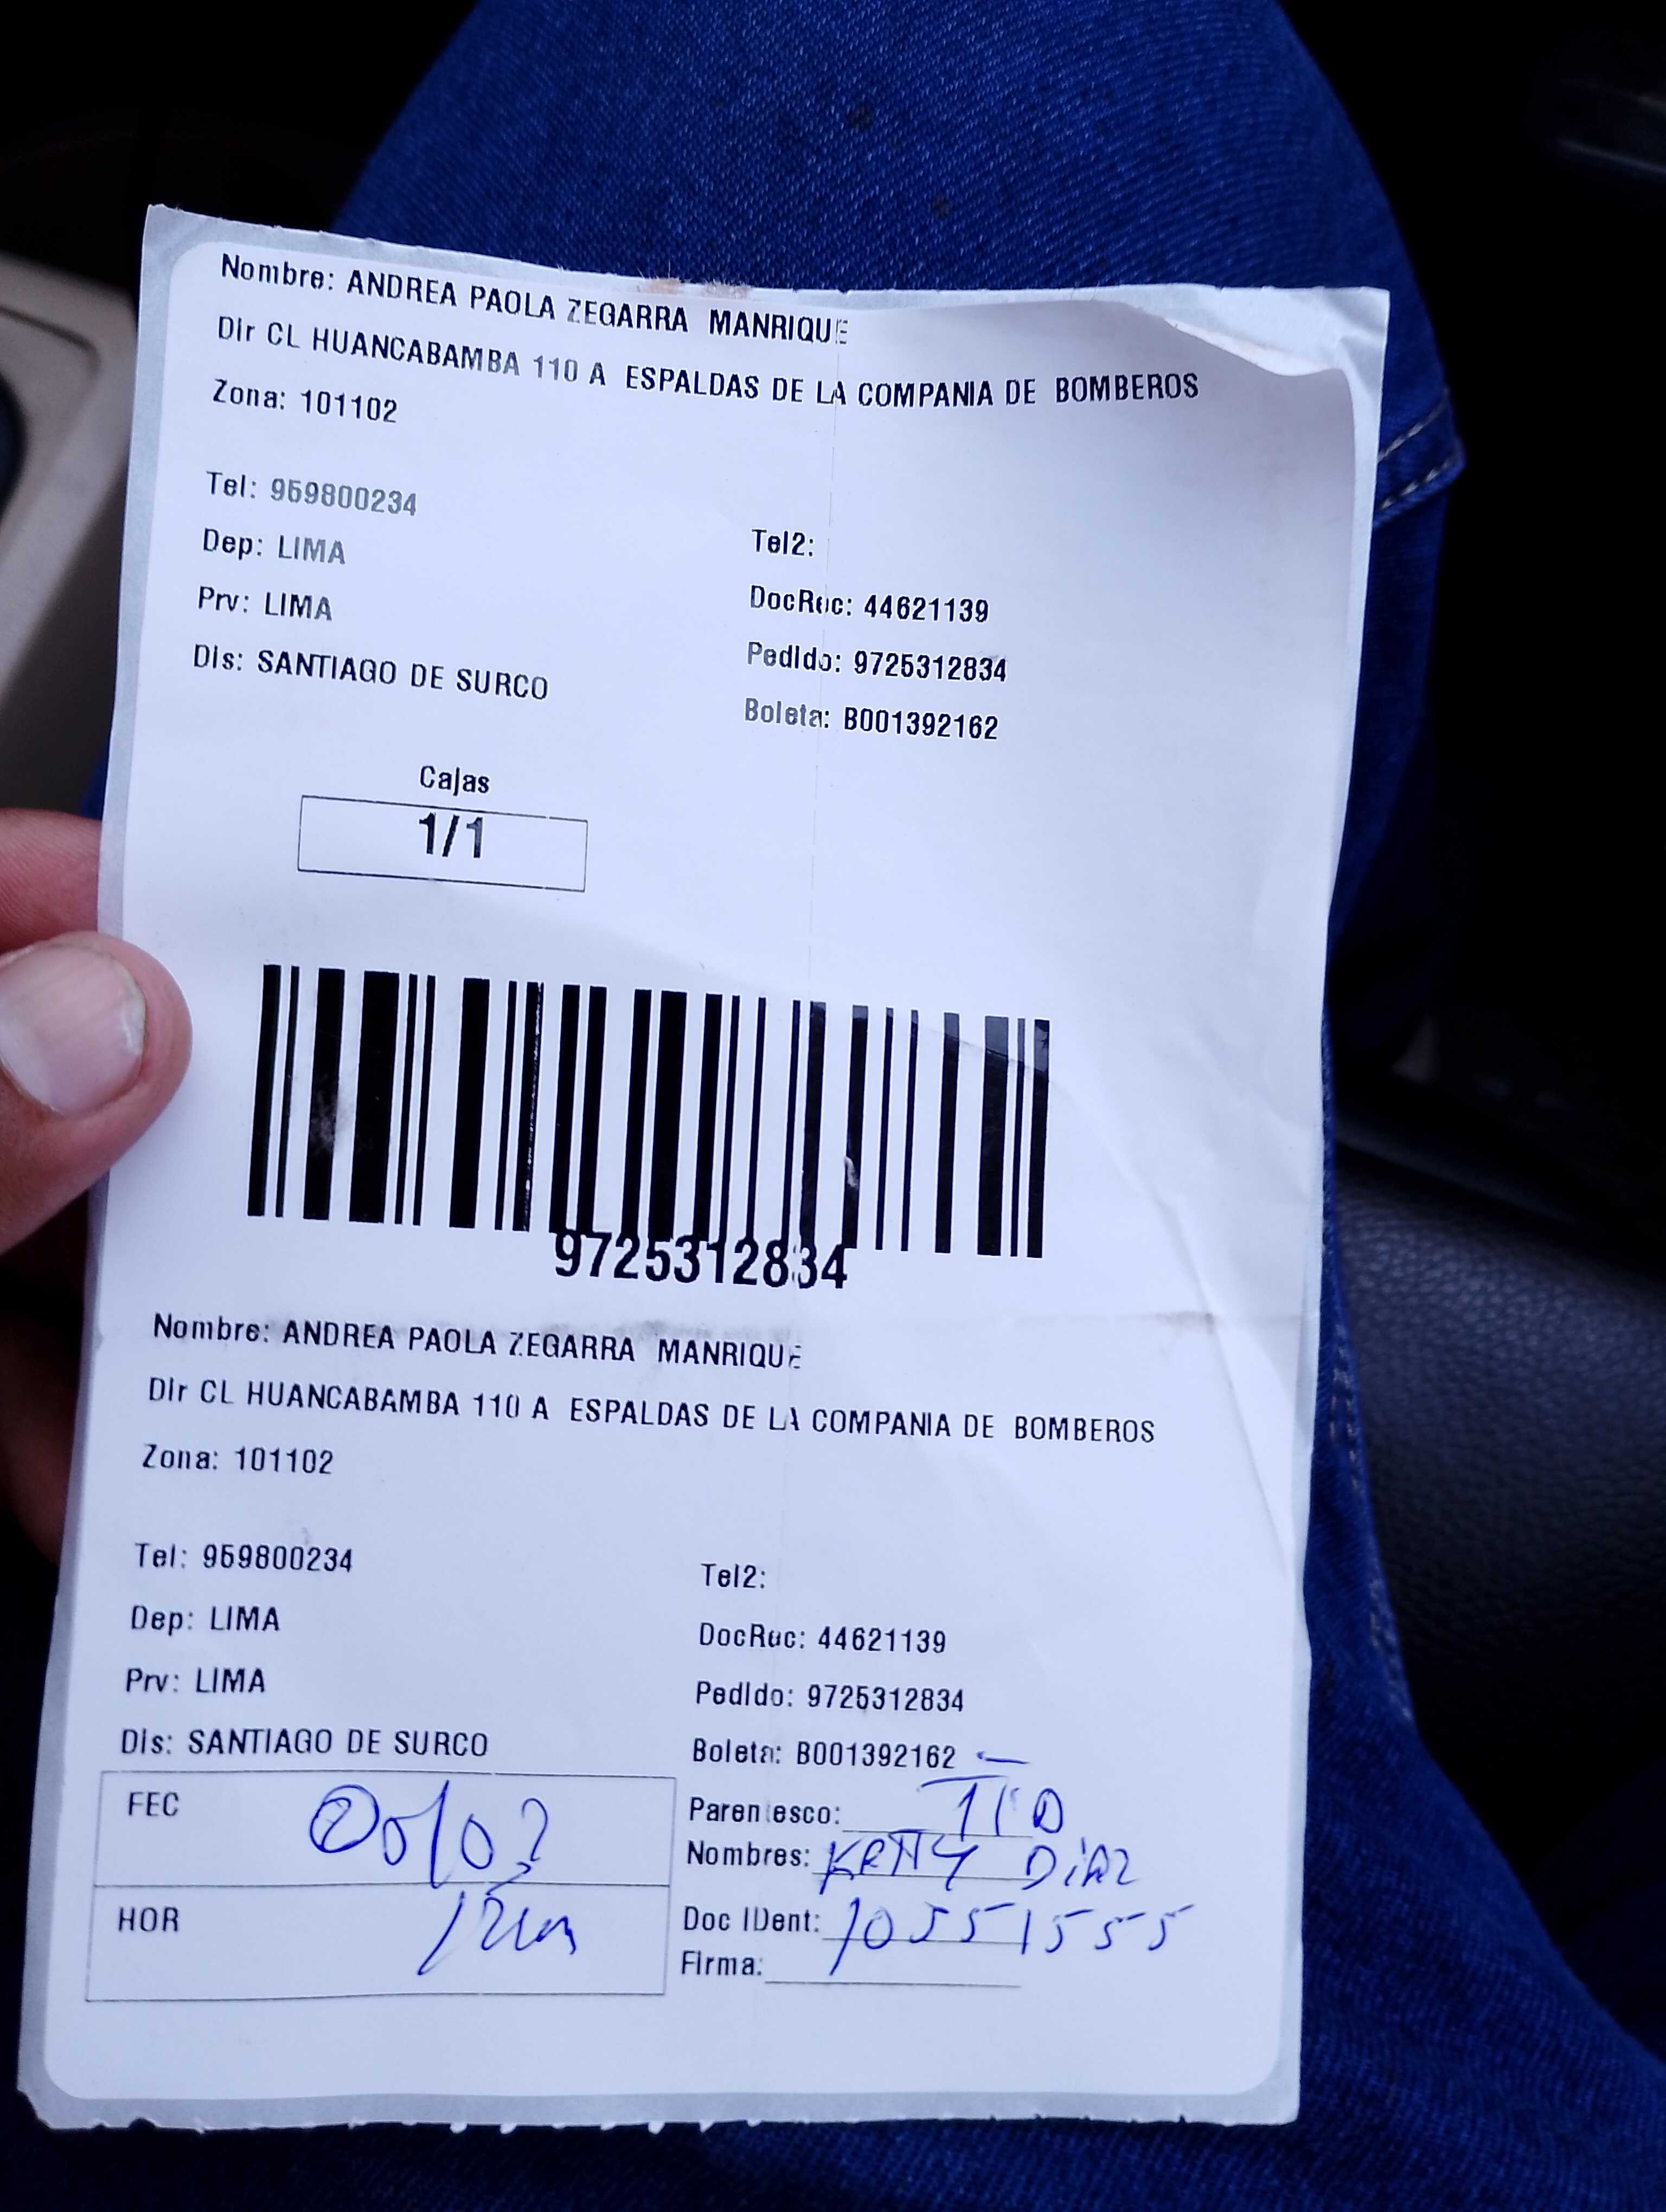 Nombre: ANDREA PAOLA ZEGARRA MANRIQUE
Dir CL HUANCABAMBA 110 A ESPALDAS DE LA COMPANIA DE BOMBEROS
Zona: 101102
Tel: 959800234
Tel2:
Dep: LIMA
DocRec: 44621139
Prv: LIMA
Pedido: 9725312834
Dis: SANTIAGO DE SURCO
Boleta: B001392162
Cajas
1/1
9725312834
Nombre: ANDREA PAOLA ZEGARRA MANRIQUE
Dir CL HUANCABAMBA 110 A ESPALDAS DE LA COMPANIA DE BOMBEROS
Zona: 101102
Tel: 959800234
Tel2:
Dep: LIMA
DocRec: 44621139
Prv: LIMA
Pedido: 9725312834
Dis: SANTIAGO DE SURCO
Boleta: B001392162
FEC
Parentesco: TIO
Nombres: DiAZ
HOR
Doc IDent: 10551555
Firma: